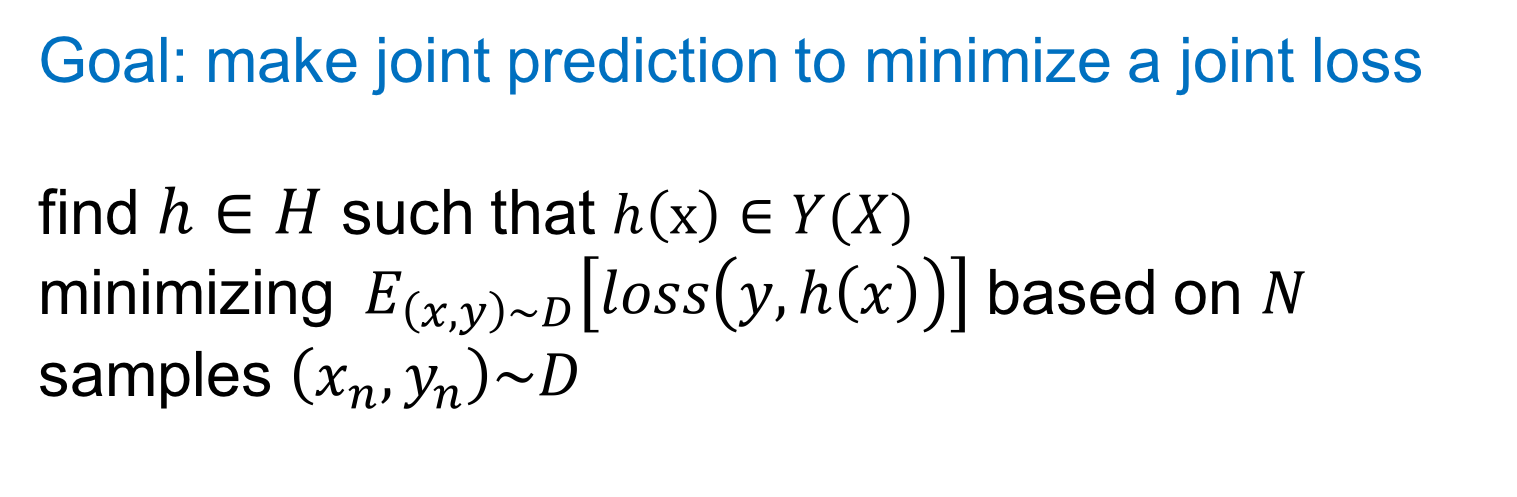 Goal: make joint prediction to minimize a joint loss
find h ∈ H such that h(x) ∈ Y(X)
minimizing E(x,y)~D[loss(y, h(x))] based on N
samples (xn, yn)~D